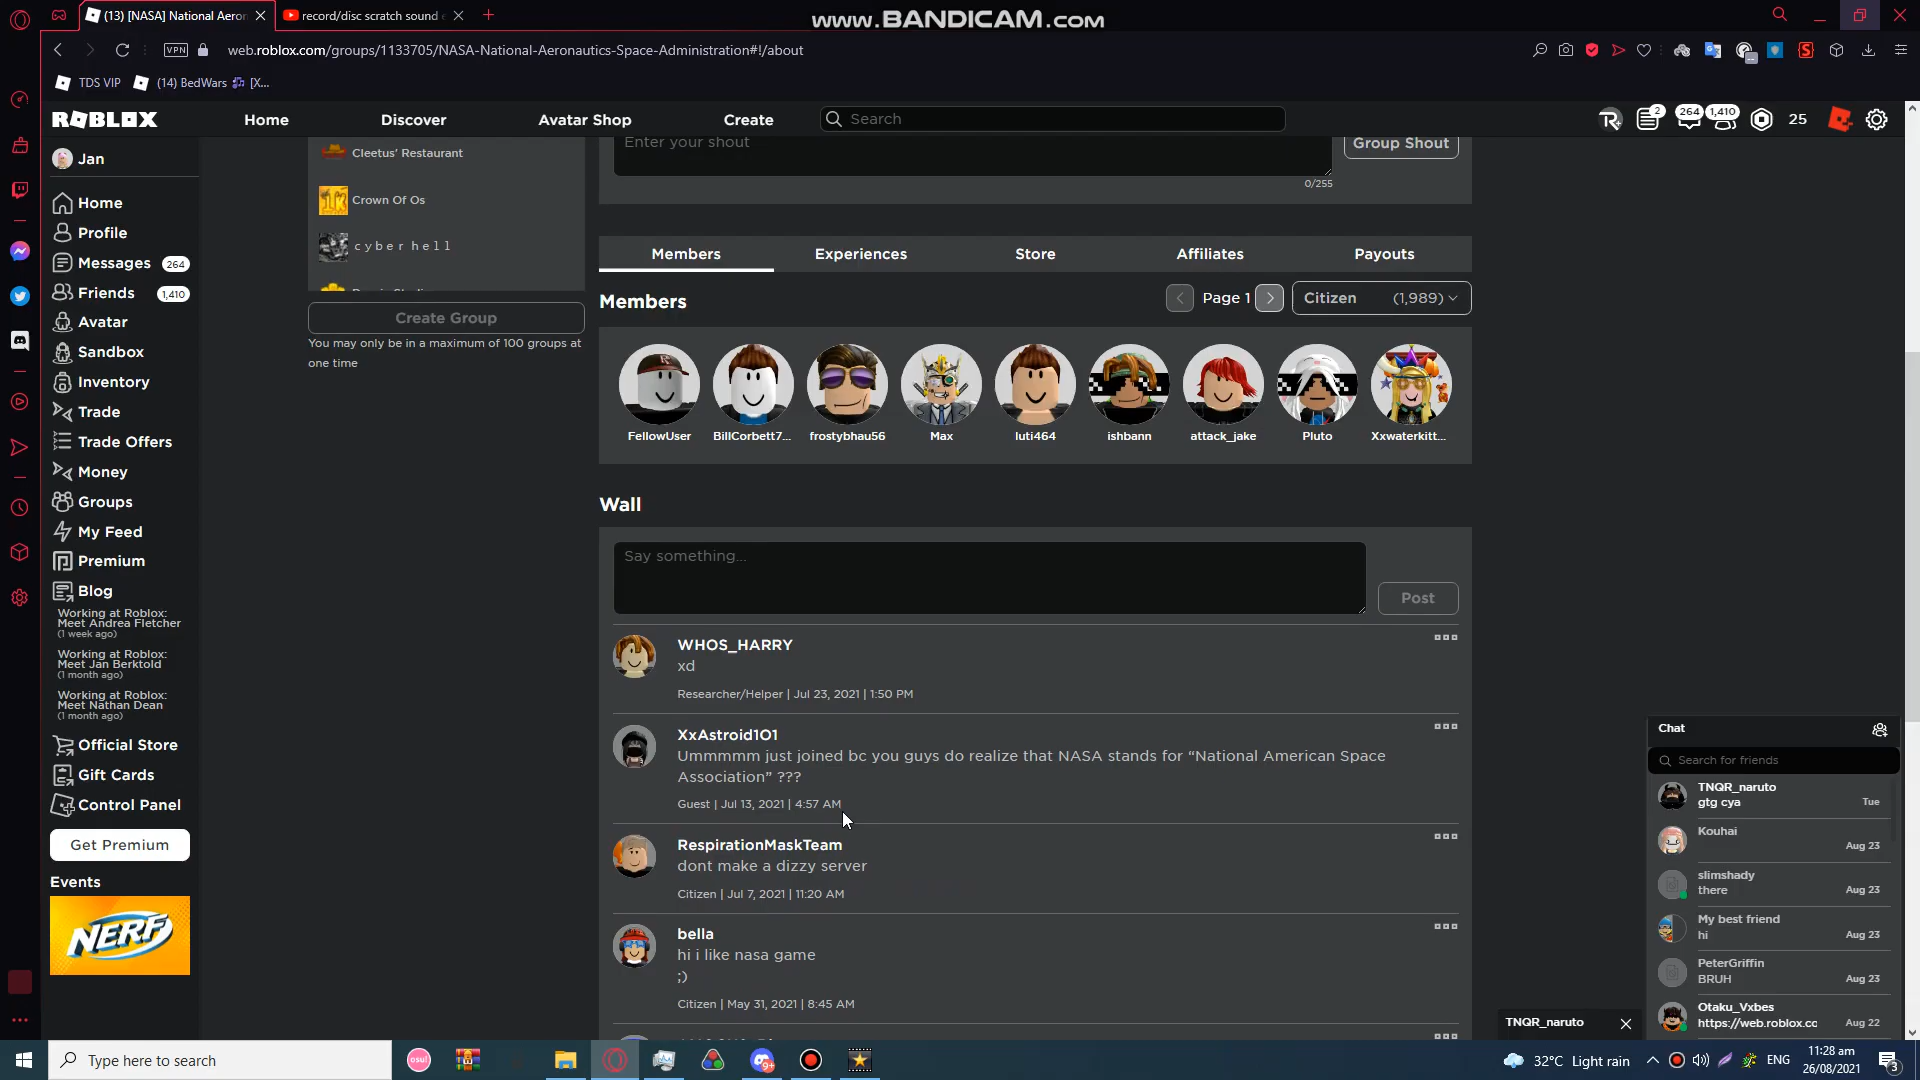 www.BANDICAM.com
(13) [NASA] National Aeron
record/disc scratch sound e
VPN
web.roblox.com/groups/1133705/NASA-National-Aeronautics-Space-Administration#!/about
TDS VIP
(14) BedWars 🎶 [X...
ROBLOX
Home
Discover
Avatar Shop
Create
Search
2
264
1,410
25
Jan
Home
Profile
Messages 264
Friends 1,410
Avatar
Sandbox
Inventory
Trade
Trade Offers
Money
Groups
My Feed
Premium
Blog
Working at Roblox:
Meet Andrea Fletcher
(1 week ago)
Working at Roblox:
Meet Jan Berktold
(1 month ago)
Working at Roblox:
Meet Nathan Dean
(1 month ago)
Official Store
Gift Cards
Control Panel
Get Premium
Events
NERF
Cleetus' Restaurant
Crown Of Os
c y b e r h e l l
Create Group
You may only be in a maximum of 100 groups at
one time
Enter your shout
Group Shout
0/255
Members
Experiences
Store
Affiliates
Payouts
Members
Page 1
Citizen (1,989)
FellowUser
BillCorbett7...
frostybhau56
Max
luti464
ishbann
attack_jake
Pluto
Xxwaterkitt...
Wall
Say something...
Post
WHOS_HARRY
xd
Researcher/Helper | Jul 23, 2021 | 1:50 PM
XxAstroid1O1
Ummmmm just joined bc you guys do realize that NASA stands for “National American Space
Association” ???
Guest | Jul 13, 2021 | 4:57 AM
RespirationMaskTeam
dont make a dizzy server
Citizen | Jul 7, 2021 | 11:20 AM
bella
hi i like nasa game
;)
Citizen | May 31, 2021 | 8:45 AM
Chat
Search for friends
TNQR_naruto
gtg cya
Tue
Kouhai
Aug 23
slimshady
there
Aug 23
My best friend
hi
Aug 23
PeterGriffin
BRUH
Aug 23
Otaku_Vxbes
https://web.roblox.cc
Aug 22
TNQR_naruto
Type here to search
osu!
9+
32°C Light rain
ENG
11:28 am
26/08/2021
3